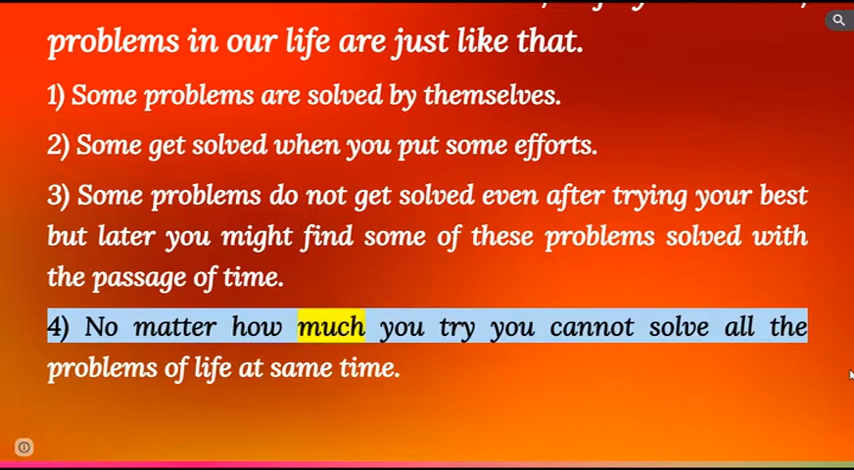 problems in our life are just like that.
1) Some problems are solved by themselves.
2) Some get solved when you put some efforts.
3) Some problems do not get solved even after trying your best
but later you might find some of these problems solved with
the passage of time.
4) No matter how much you try you cannot solve all the
problems of life at same time.